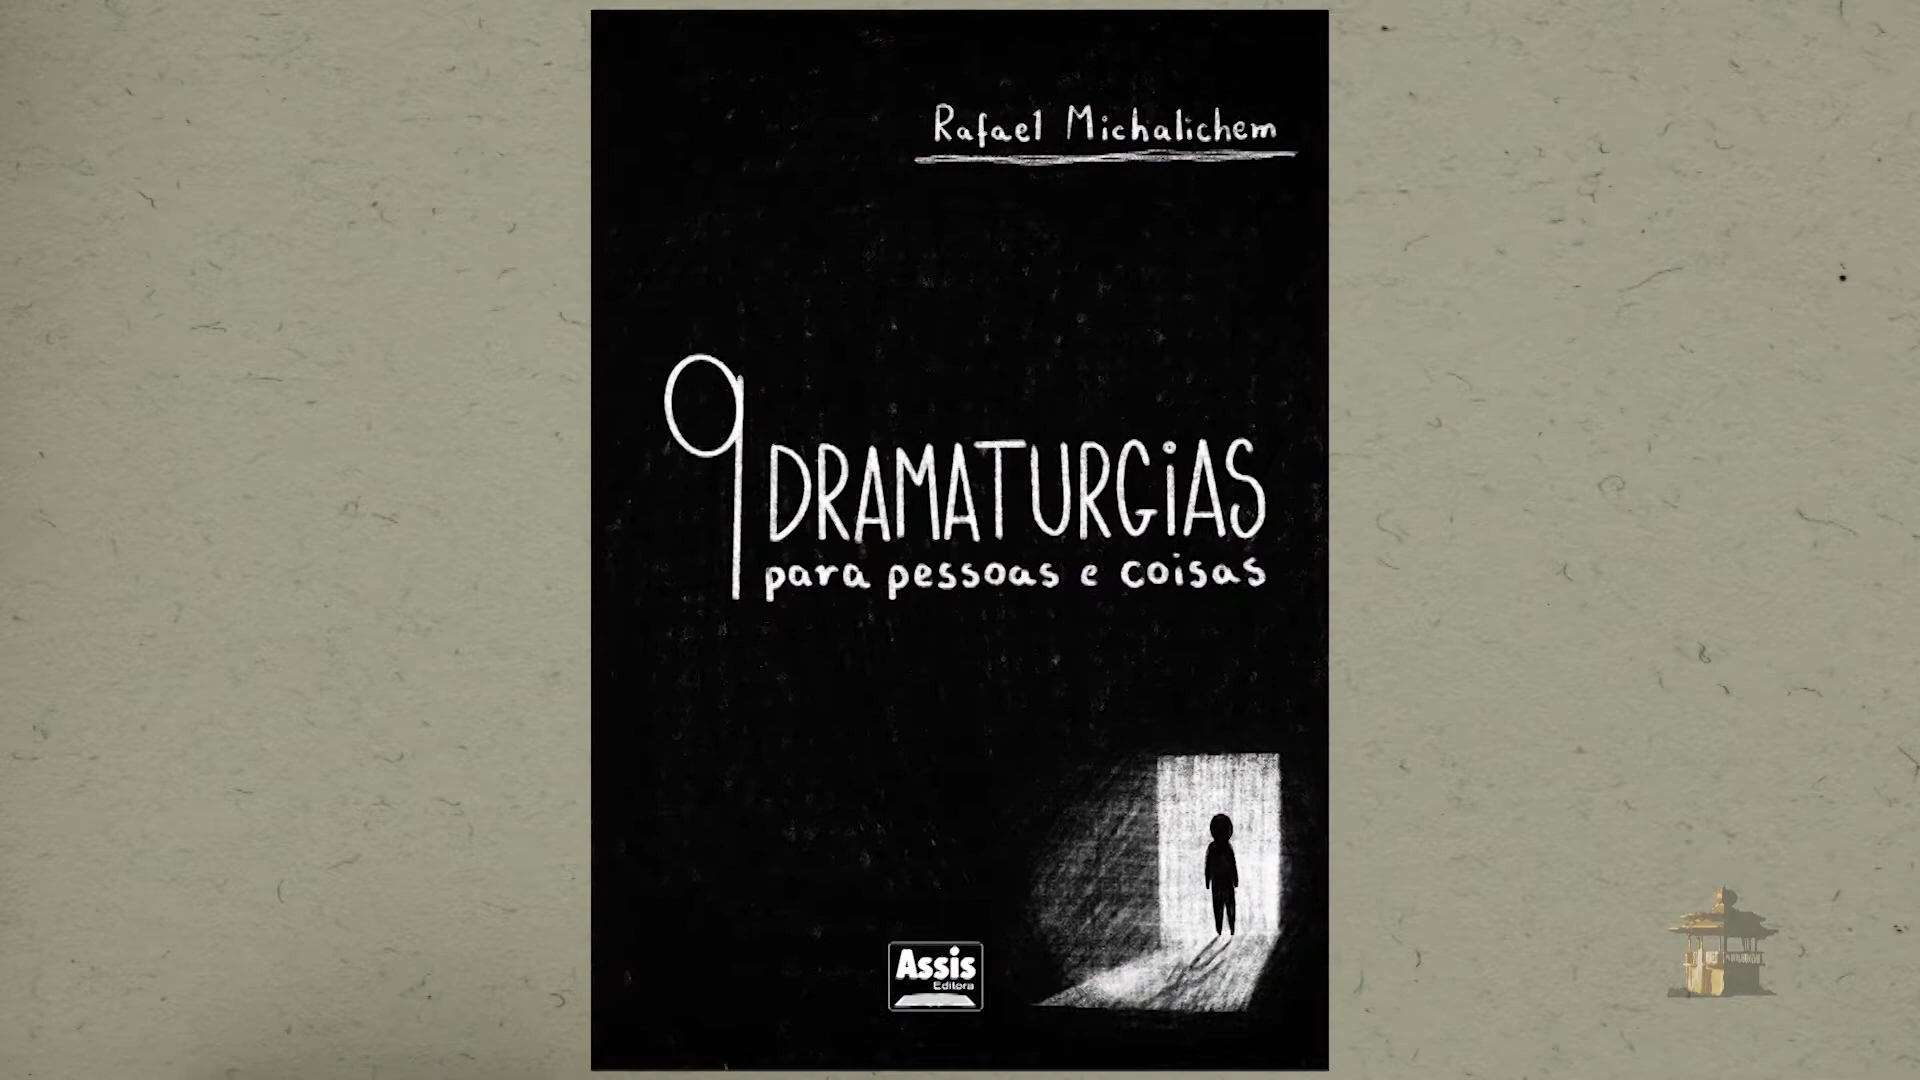 Rafael Michalichem
9 DRAMATURGiAS
para pessoas e coisas
Assis
Editora